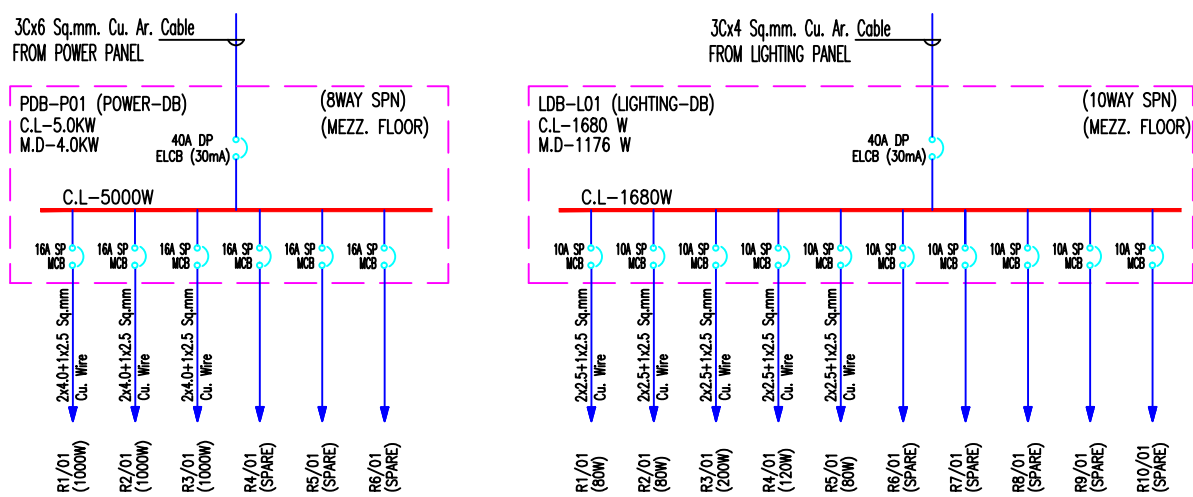 3Cx6 Sq.mm. Cu. Ar. Cable
FROM POWER PANEL
PDB-P01 (POWER-DB)
C.L-5.0KW
M.D-4.0KW
(8WAY SPN)
(MEZZ. FLOOR)
40A DP
ELCB (30mA)
C.L-5000W
16A SP
MCB
16A SP
MCB
16A SP
MCB
16A SP
MCB
16A SP
MCB
16A SP
MCB
2x4.0+1x2.5 Sq.mm
Cu. Wire
2x4.0+1x2.5 Sq.mm
Cu. Wire
2x4.0+1x2.5 Sq.mm
Cu. Wire
R1/01
(1000W)
R2/01
(1000W)
R3/01
(1000W)
R4/01
(SPARE)
R5/01
(SPARE)
R6/01
(SPARE)
3Cx4 Sq.mm. Cu. Ar. Cable
FROM LIGHTING PANEL
LDB-L01 (LIGHTING-DB)
C.L-1680 W
M.D-1176 W
(10WAY SPN)
(MEZZ. FLOOR)
40A DP
ELCB (30mA)
C.L-1680W
10A SP
MCB
10A SP
MCB
10A SP
MCB
10A SP
MCB
10A SP
MCB
10A SP
MCB
10A SP
MCB
10A SP
MCB
10A SP
MCB
10A SP
MCB
2x2.5+1x2.5 Sq.mm
Cu. Wire
2x2.5+1x2.5 Sq.mm
Cu. Wire
2x2.5+1x2.5 Sq.mm
Cu. Wire
2x2.5+1x2.5 Sq.mm
Cu. Wire
2x2.5+1x2.5 Sq.mm
Cu. Wire
R1/01
(80W)
R2/01
(80W)
R3/01
(200W)
R4/01
(120W)
R5/01
(80W)
R6/01
(SPARE)
R7/01
(SPARE)
R8/01
(SPARE)
R9/01
(SPARE)
R10/01
(SPARE)